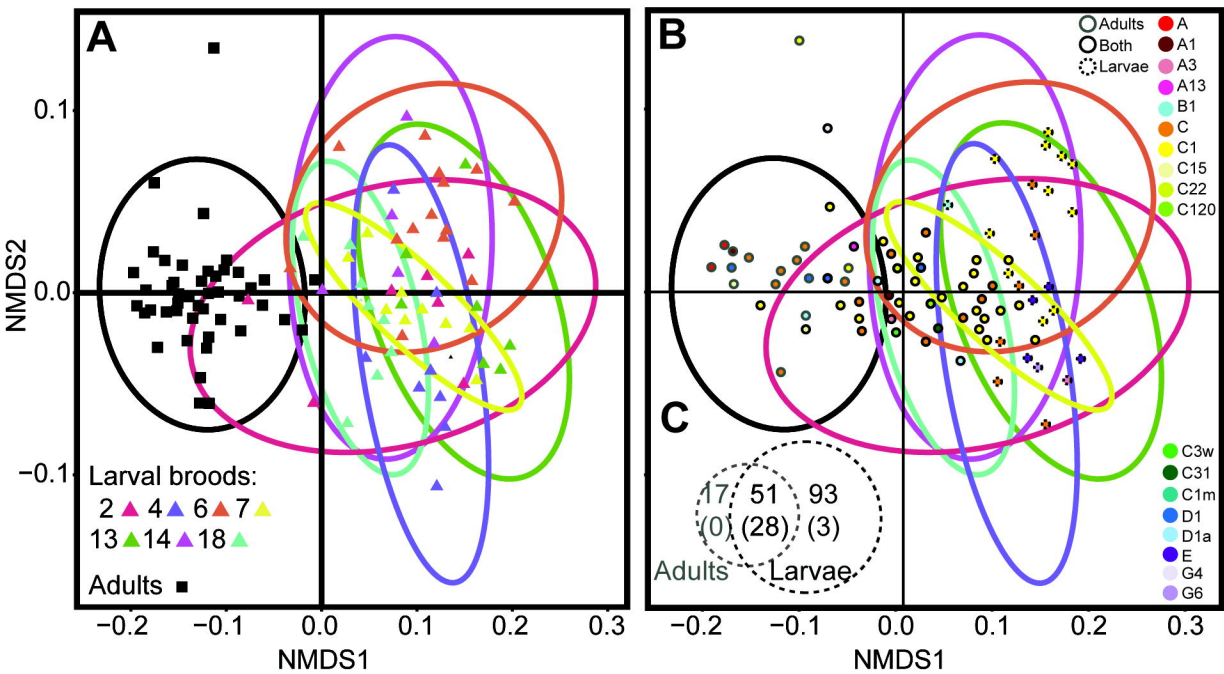 A
NMDS2
0.1
0.0
−0.1
Larval broods:
2 4 6 7
13 14 18
Adults
−0.2 −0.1 0.0 0.1 0.2 0.3
NMDS1
B
Adults
Both
Larvae
A
A1
A3
A13
B1
C
C1
C15
C22
C120
C
17 51 93
(0) (28) (3)
Adults Larvae
C3w
C31
C1m
D1
D1a
E
G4
G6
−0.2 −0.1 0.0 0.1 0.2 0.3
NMDS1